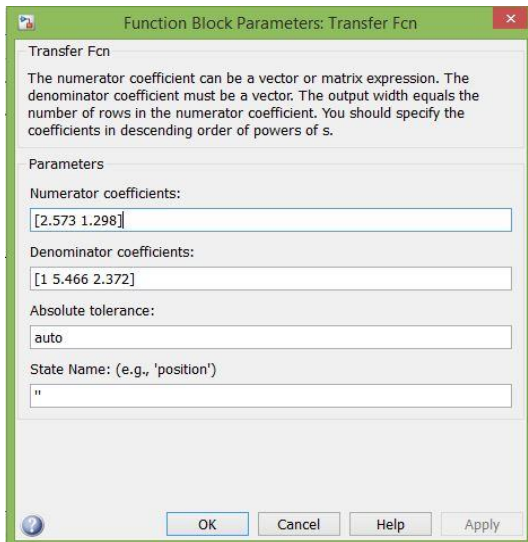 Function Block Parameters: Transfer Fcn
Transfer Fcn
The numerator coefficient can be a vector or matrix expression. The
denominator coefficient must be a vector. The output width equals the
number of rows in the numerator coefficient. You should specify the
coefficients in descending order of powers of s.
Parameters
Numerator coefficients:
[2.573 1.298]
Denominator coefficients:
[1 5.466 2.372]
Absolute tolerance:
auto
State Name: (e.g., 'position')
''
OK Cancel Help Apply